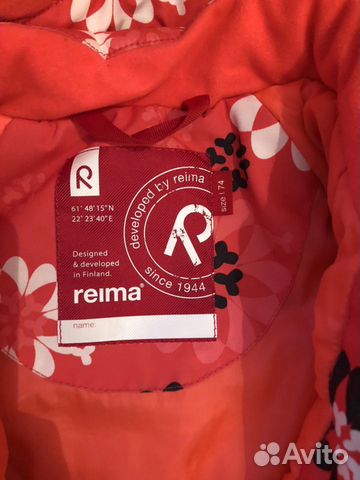 R
61° 48'15"N
22° 23'40"E
Designed
& developed
in Finland.
reima®
name:
developed by reima
R
since 1944
size | 74
Avito